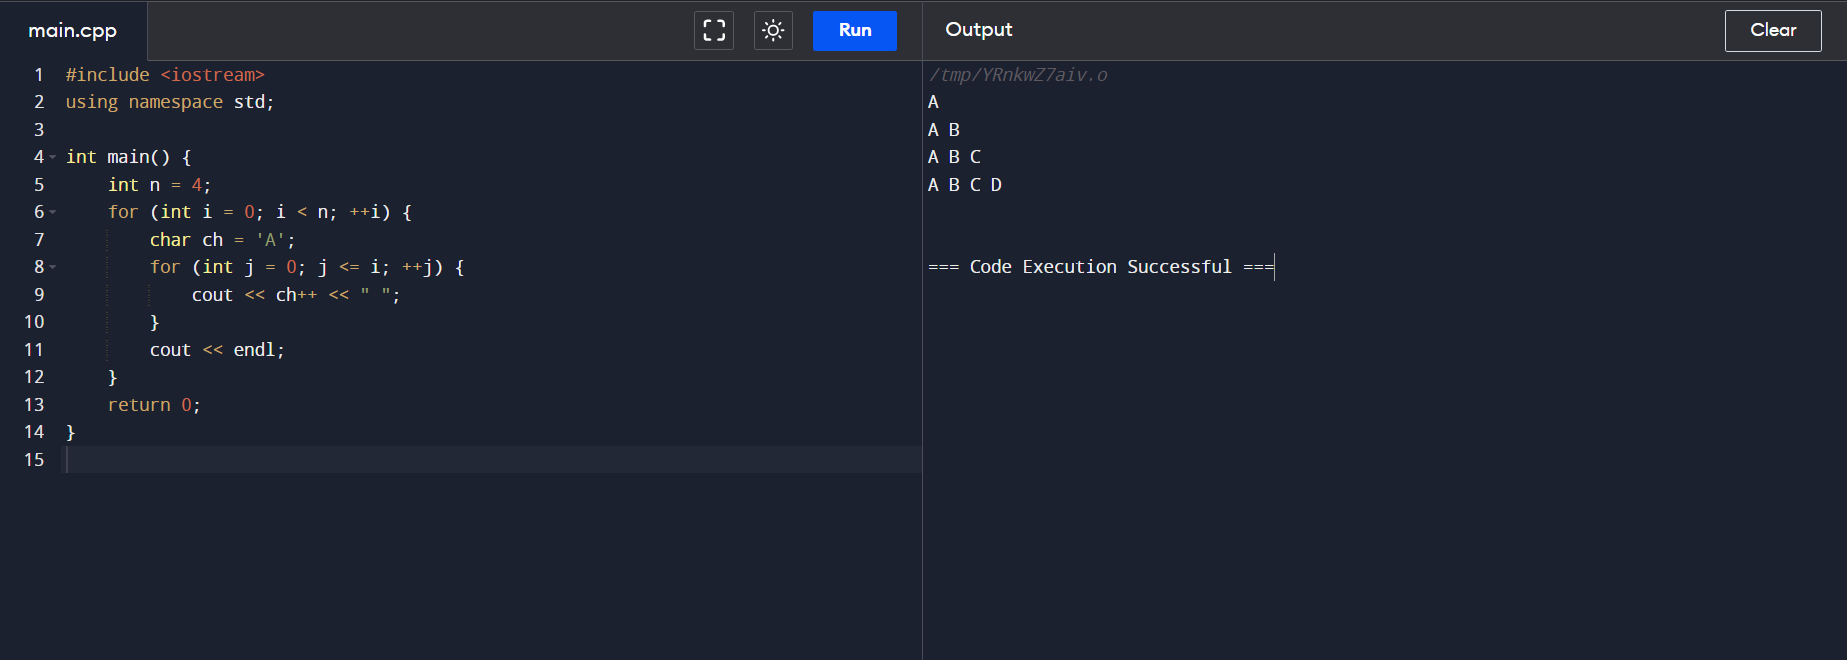 main.cpp
Run
1 #include <iostream>
2 using namespace std;
3
4 int main() {
5     int n = 4;
6     for (int i = 0; i < n; ++i) {
7         char ch = 'A';
8         for (int j = 0; j <= i; ++j) {
9             cout << ch++ << " ";
10         }
11         cout << endl;
12     }
13     return 0;
14 }
15
Output
Clear
/tmp/YRnkwZ7aiv.o
A
A B
A B C
A B C D
=== Code Execution Successful ===